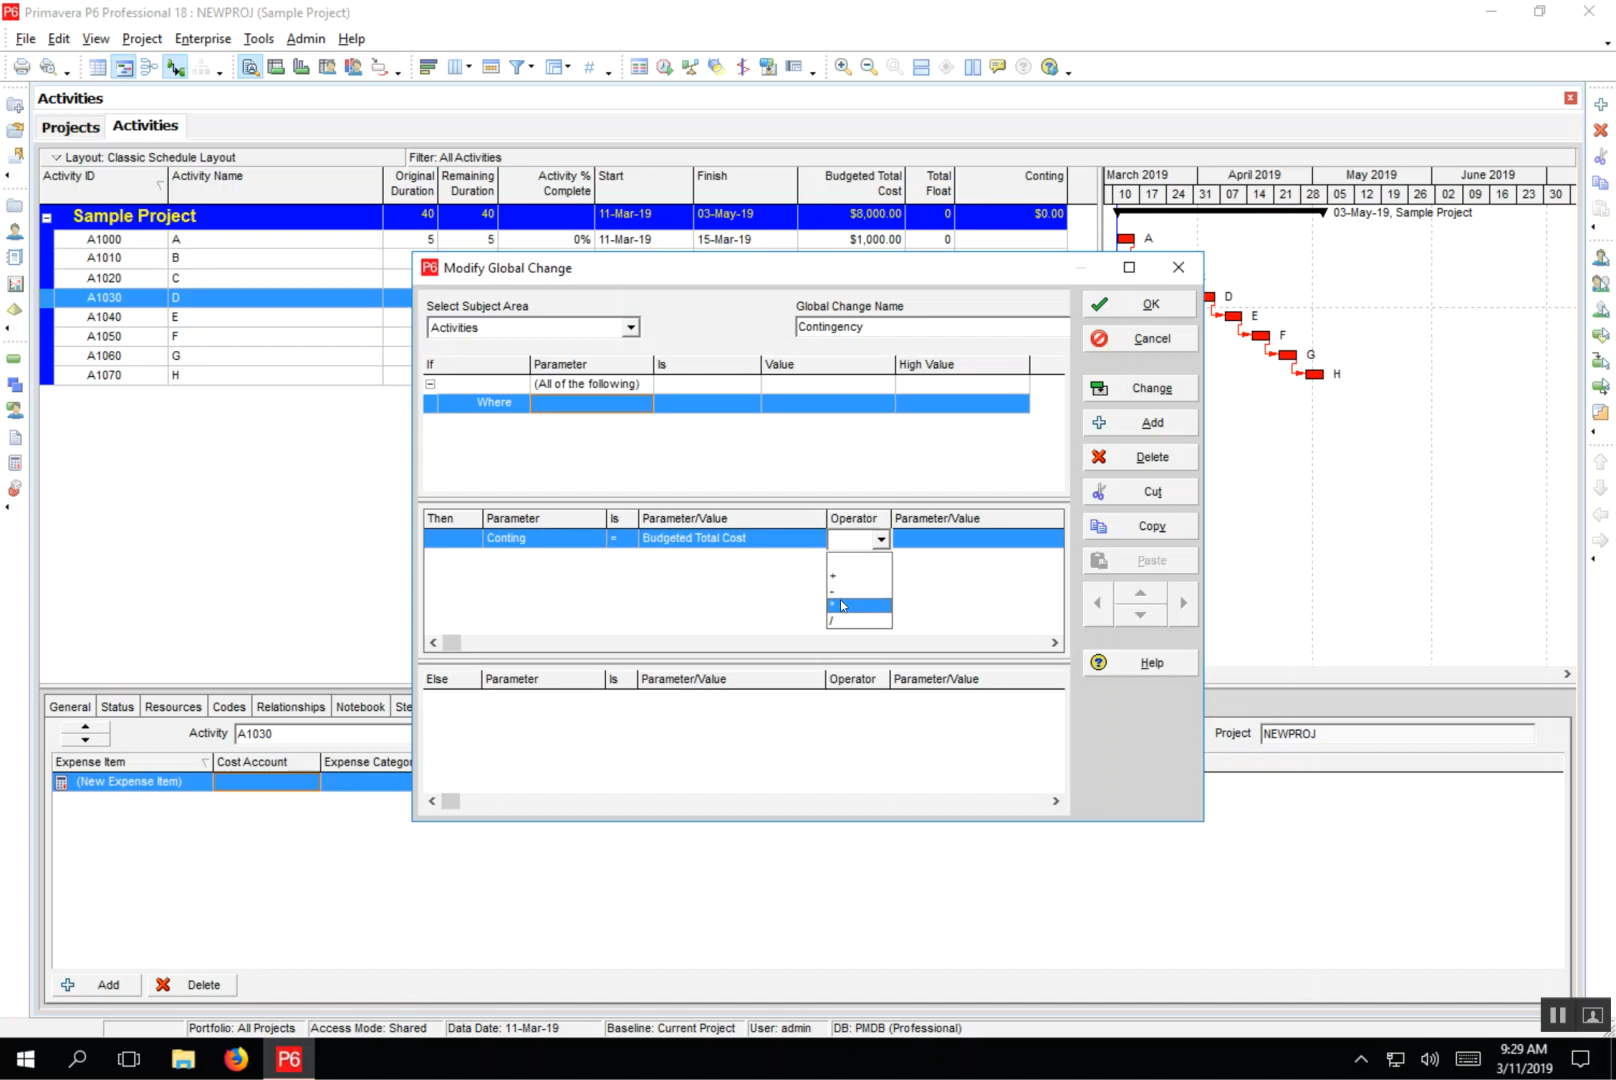 P6 Primavera P6 Professional 18 : NEWPROJ (Sample Project)
File Edit View Project Enterprise Tools Admin Help
Activities
Projects Activities
Layout: Classic Schedule Layout Filter: All Activities
Activity ID Activity Name Original Duration Remaining Duration Activity % Complete Start Finish Budgeted Total Cost Total Float Conting
March 2019 April 2019 May 2019 June 2019
10 17 24 31 07 14 21 28 05 12 19 26 02 09 16 23 30
Sample Project 40 40 11-Mar-19 03-May-19 $8,000.00 0 $0.00 03-May-19, Sample Project
A1000 A 5 5 0% 11-Mar-19 15-Mar-19 $1,000.00 0 A
A1010 B
A1020 C
A1030 D D
A1040 E E
A1050 F F
A1060 G G
A1070 H H
P6 Modify Global Change
Select Subject Area Global Change Name
Activities Contingency
OK
Cancel
Change
Add
Delete
Cut
Copy
Paste
Help
If Parameter Is Value High Value
(All of the following)
Where
Then Parameter Is Parameter/Value Operator Parameter/Value
Conting = Budgeted Total Cost
+
-
*
/
Else Parameter Is Parameter/Value Operator Parameter/Value
General Status Resources Codes Relationships Notebook Ste
Activity A1030 Project NEWPROJ
Expense Item Cost Account Expense Categor
(New Expense Item)
Add Delete
Portfolio: All Projects Access Mode: Shared Data Date: 11-Mar-19 Baseline: Current Project User: admin DB: PMDB (Professional)
P6
9:29 AM
3/11/2019